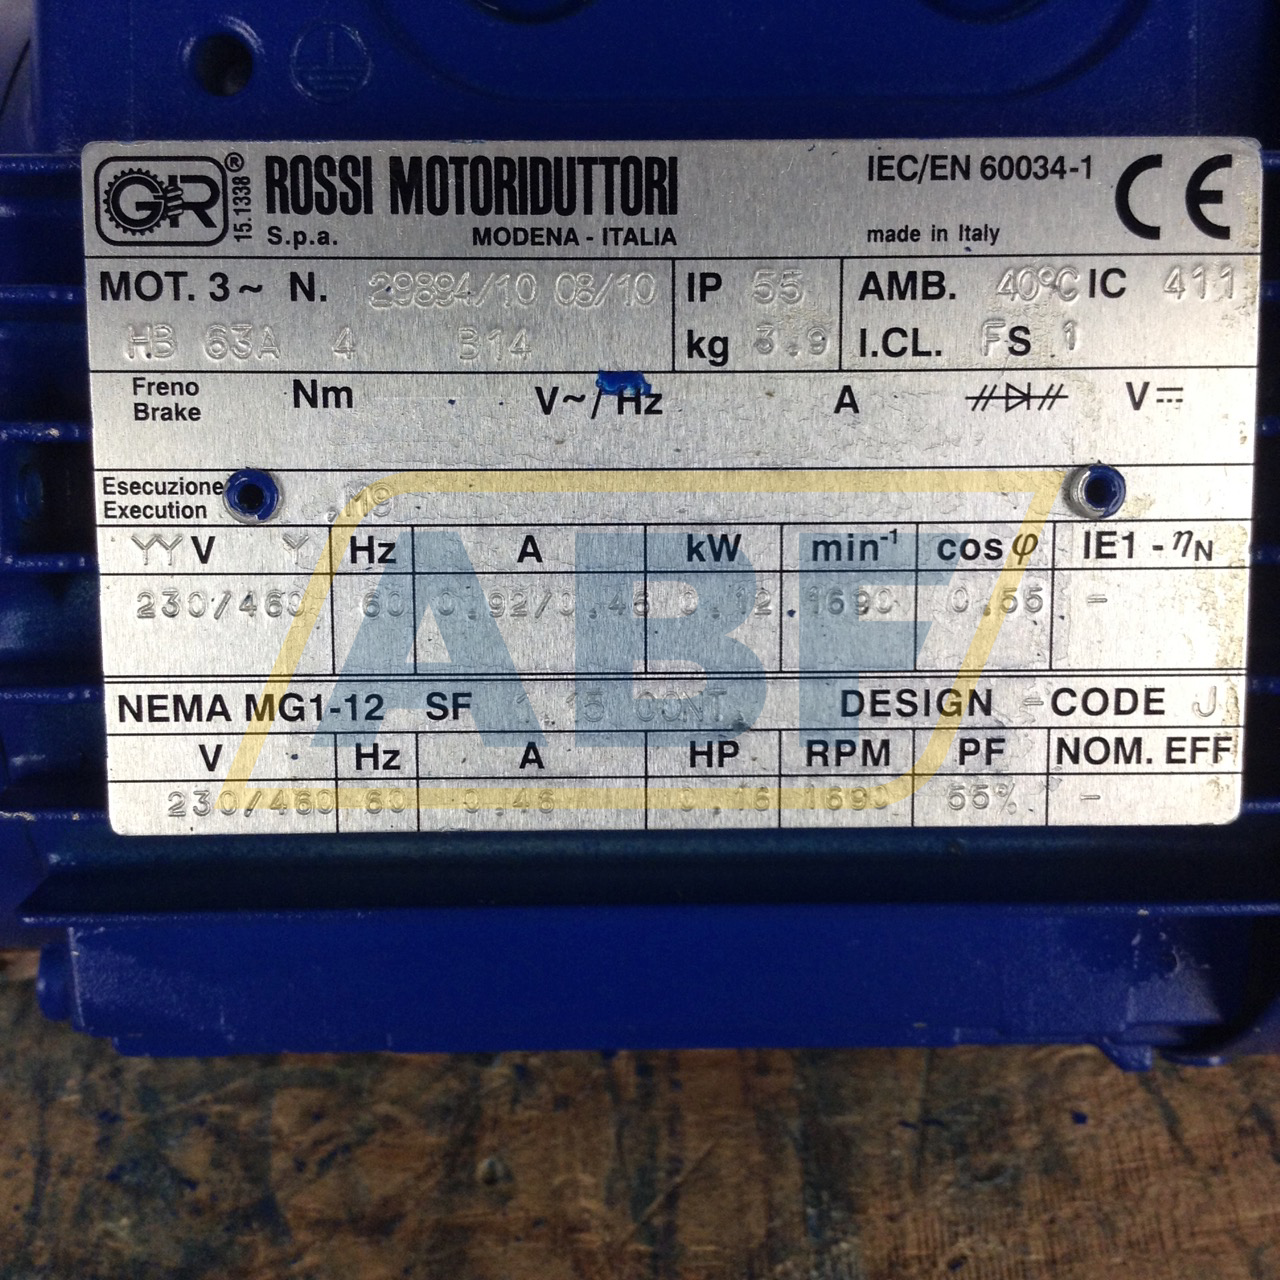 GR® 15.1338 ROSSI MOTORIDUTTORI IEC/EN 60034-1 CE
S.p.a. MODENA - ITALIA made in Italy
MOT. 3~ N. 29894/10 08/10 IP 55 AMB. 40°C IC 411
HB 63A 4 B14 kg 3.9 I.CL. F S 1
Freno Nm V~/Hz A V
Brake
Esecuzione
Execution ,M9
YY V Y Hz A kW min-1 cosφ IE1 - ηN
230/460 60 0.92/0.46 0.12 1690 0.55 -
NEMA MG1-12 SF 1.15 CONT DESIGN - CODE J
V Hz A HP RPM PF NOM. EFF
230/460 60 0.46 0.16 1690 55% -
ABF